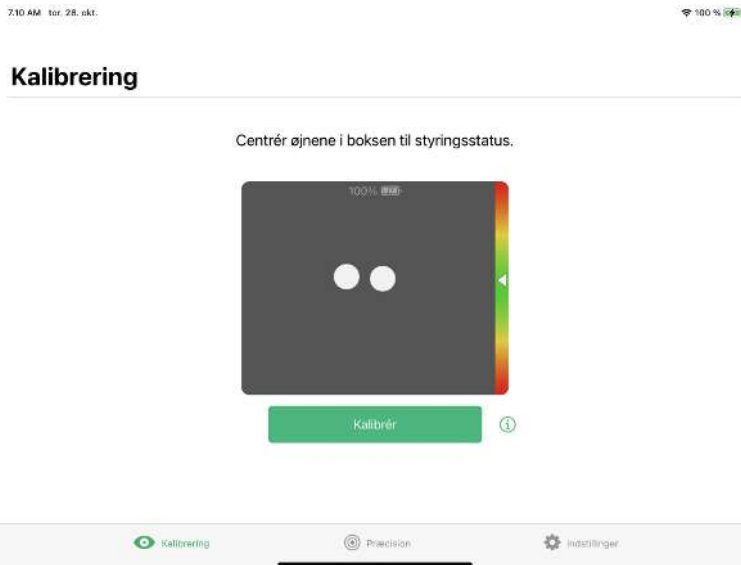 7.10 AM tor. 28. okt.
100 %
Kalibrering
Centrér øjnene i boksen til styringsstatus.
100%
Kalibrér
Kalibrering
Præcision
Indstillinger